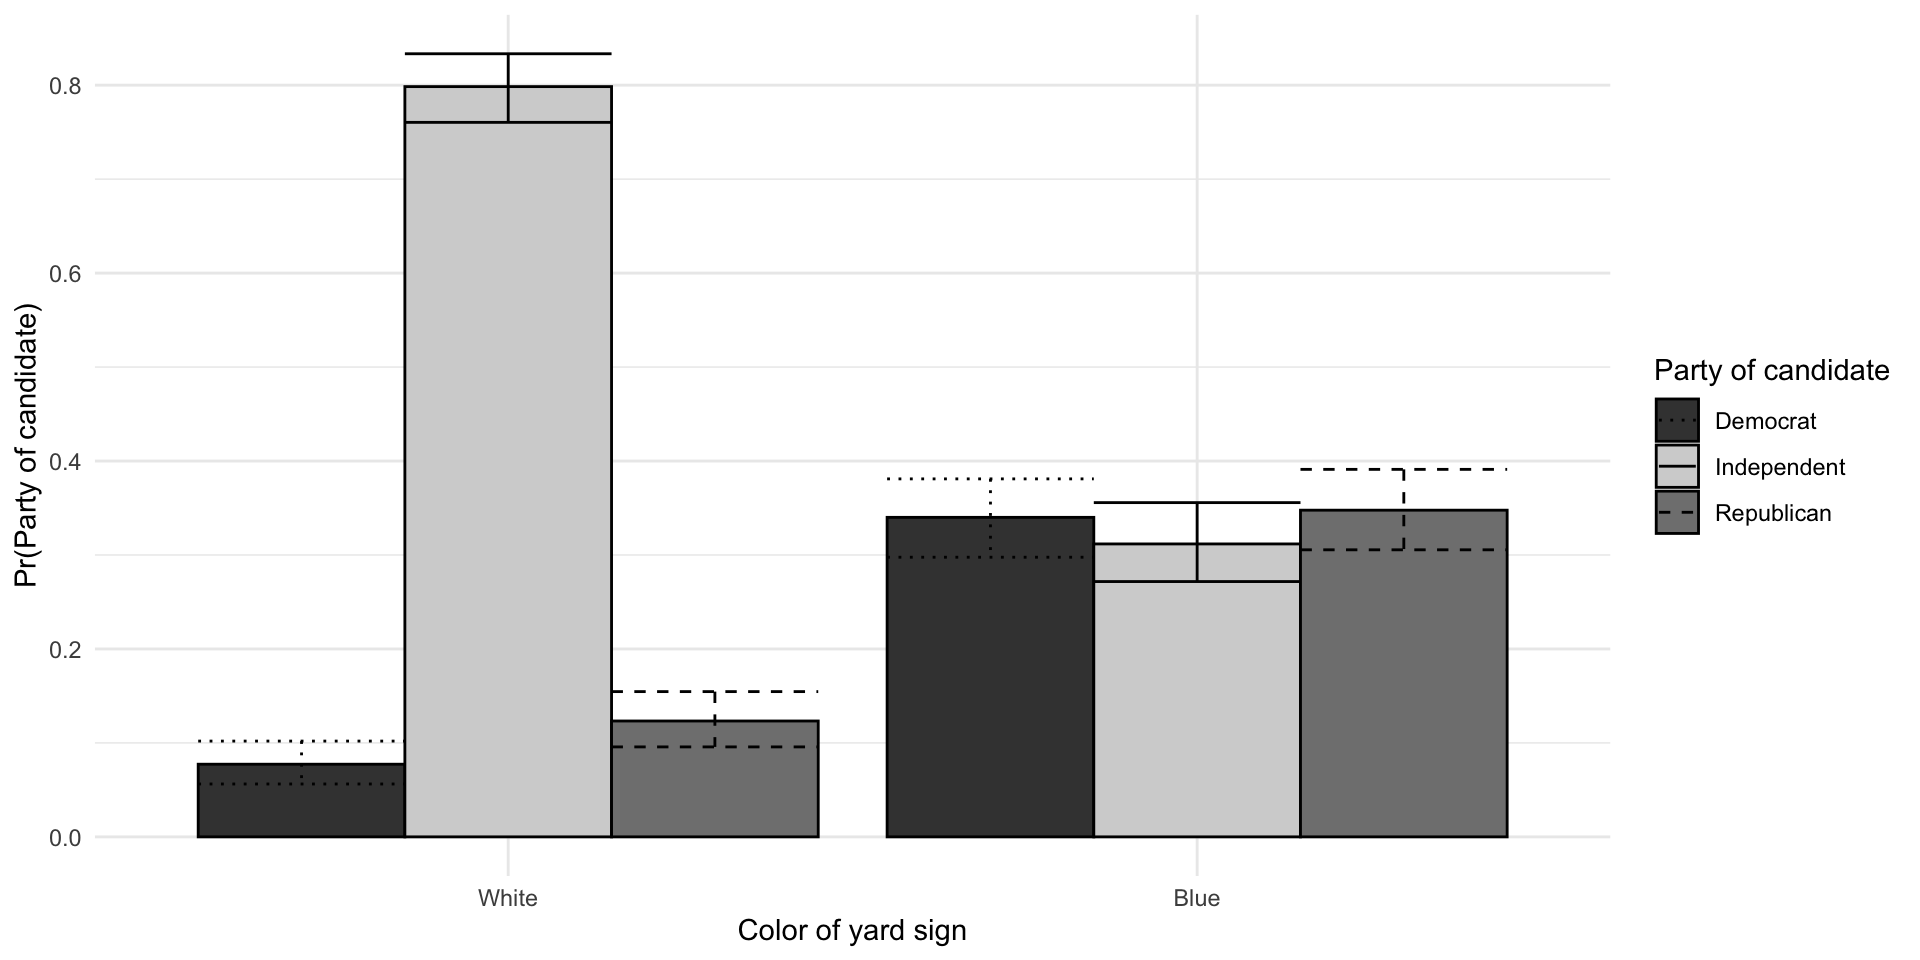 Pr(Party of candidate)
0.8
0.6
0.4
0.2
0.0
White
Blue
Color of yard sign
Party of candidate
Democrat
Independent
Republican